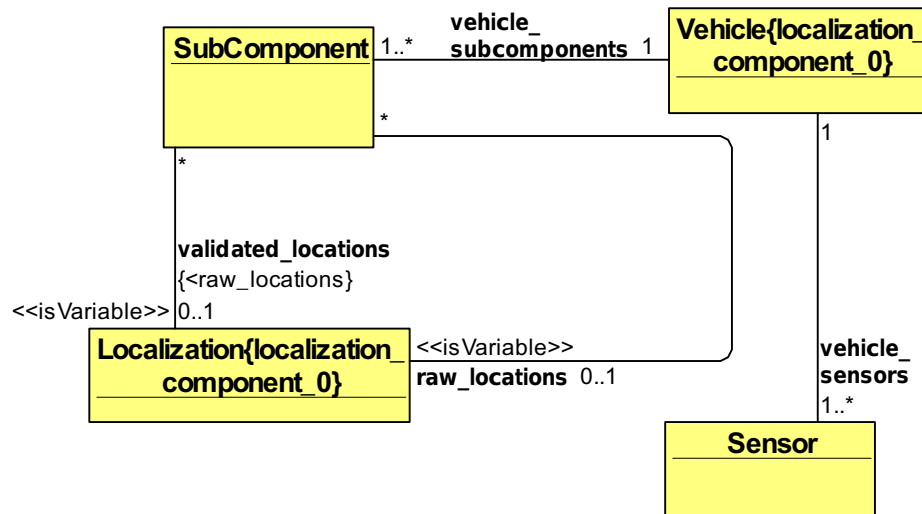 SubComponent
1..*
vehicle_
subcomponents
1
Vehicle{localization_
component_0}
*
1
*
validated_locations
{<raw_locations}
<<isVariable>>
0..1
Localization{localization_
component_0}
<<isVariable>>
raw_locations
0..1
vehicle_
sensors
1..*
Sensor